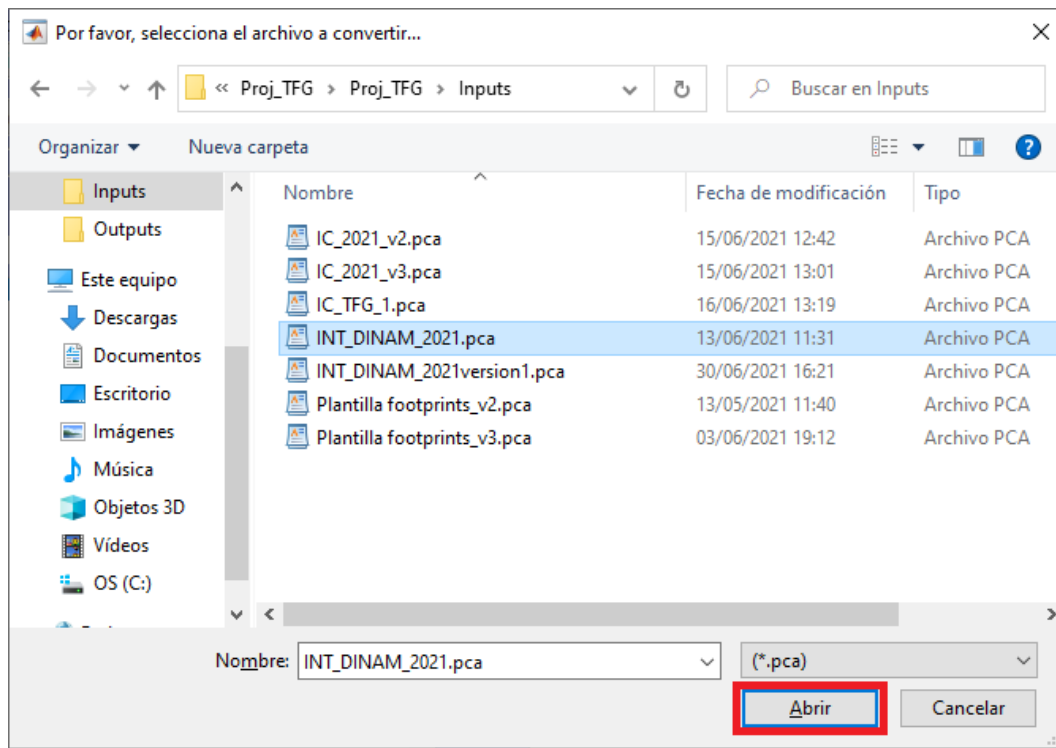 Por favor, selecciona el archivo a convertir...
« Proj_TFG > Proj_TFG > Inputs
Buscar en Inputs
Organizar
Nueva carpeta
Inputs
Outputs
Este equipo
Descargas
Documentos
Escritorio
Imágenes
Música
Objetos 3D
Vídeos
OS (C:)
Nombre Fecha de modificación Tipo
IC_2021_v2.pca 15/06/2021 12:42 Archivo PCA
IC_2021_v3.pca 15/06/2021 13:01 Archivo PCA
IC_TFG_1.pca 16/06/2021 13:19 Archivo PCA
INT_DINAM_2021.pca 13/06/2021 11:31 Archivo PCA
INT_DINAM_2021version1.pca 30/06/2021 16:21 Archivo PCA
Plantilla footprints_v2.pca 13/05/2021 11:40 Archivo PCA
Plantilla footprints_v3.pca 03/06/2021 19:12 Archivo PCA
Nombre: INT_DINAM_2021.pca (*.pca)
Abrir Cancelar